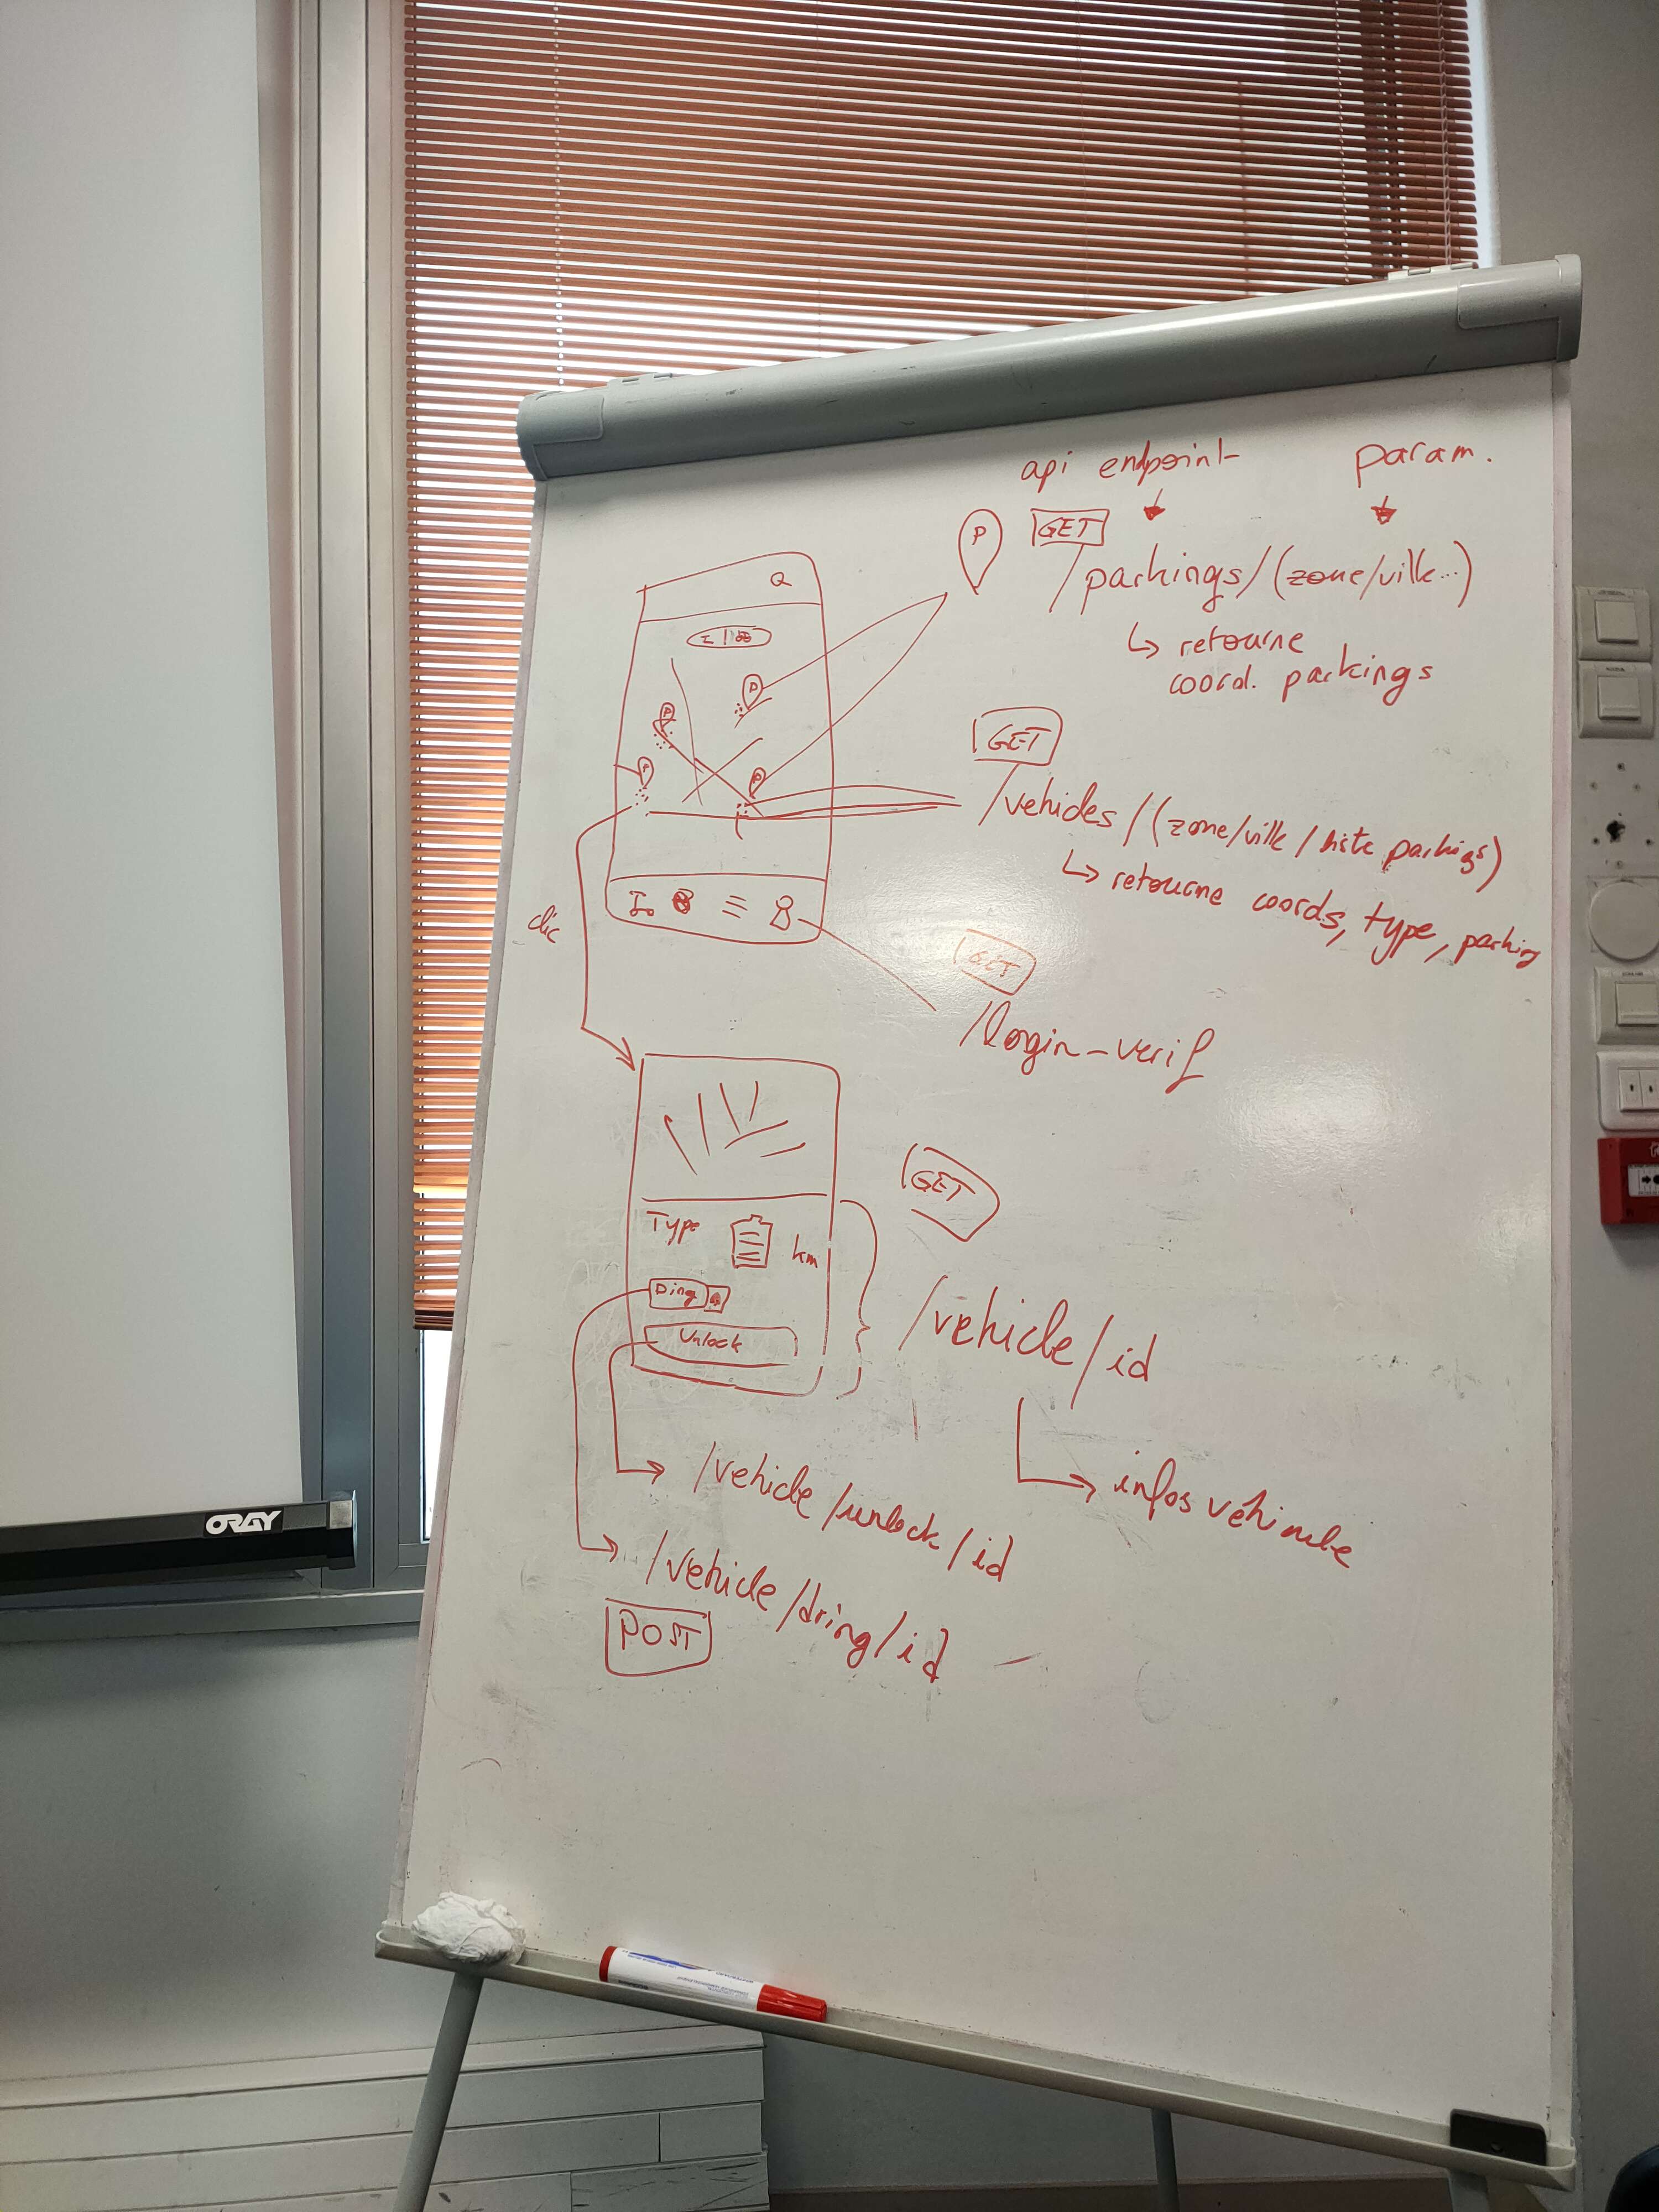 api endpoint
param.
P
GET
/parkings/(zone/ville...)
↳ retourne
coord. parkings
P
P
P
P
GET
/vehicles/(zone/ville/liste parkings)
↳ retourne coords, type, parking
clic
GET
/login-verif
GET
Type
km
Dring
Unlock
/vehicle/id
infos véhicule
/vehicle/unlock/id
/vehicle/dring/id
POST
ORAY